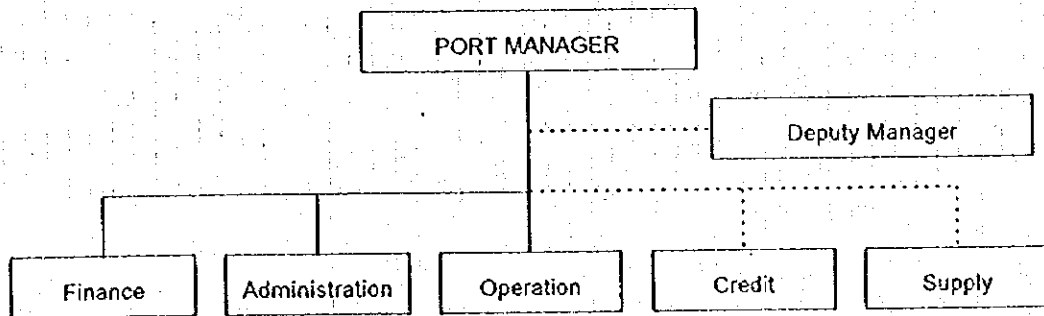 PORT MANAGER
Deputy Manager
Finance
Administration
Operation
Credit
Supply